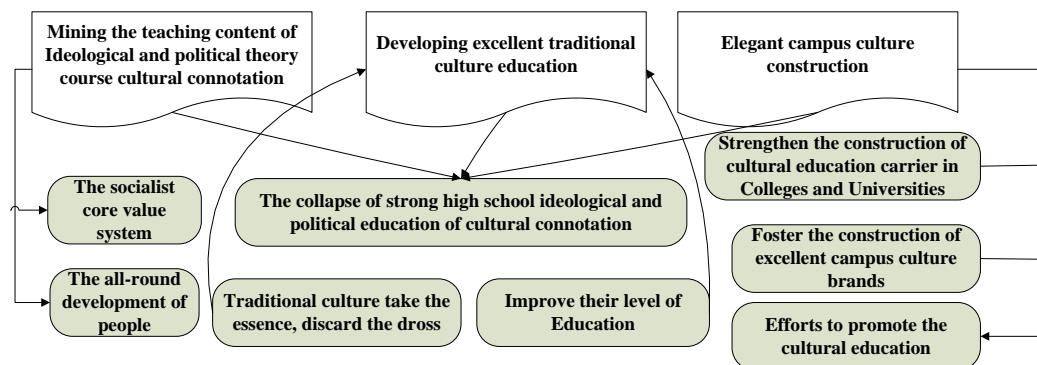 Mining the teaching content of
Ideological and political theory
course cultural connotation
Developing excellent traditional
culture education
Elegant campus culture
construction
Strengthen the construction of
cultural education carrier in
Colleges and Universities
The socialist
core value
system
The collapse of strong high school ideological and
political education of cultural connotation
Foster the construction of
excellent campus culture
brands
The all-round
development of
people
Traditional culture take the
essence, discard the dross
Improve their level of
Education
Efforts to promote the
cultural education